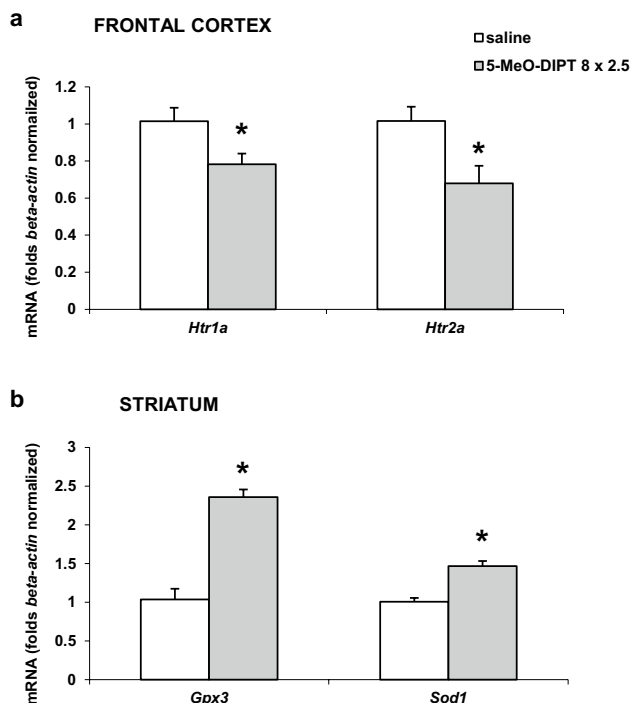 a
FRONTAL CORTEX
saline
5-MeO-DIPT 8 x 2.5
mRNA (folds beta-actin normailzed)
1.2
1
0.8
0.6
0.4
0.2
0
*
*
Htr1a
Htr2a
b
STRIATUM
mRNA (folds beta-actin normalized)
3
2.5
2
1.5
1
0.5
0
*
*
Gpx3
Sod1